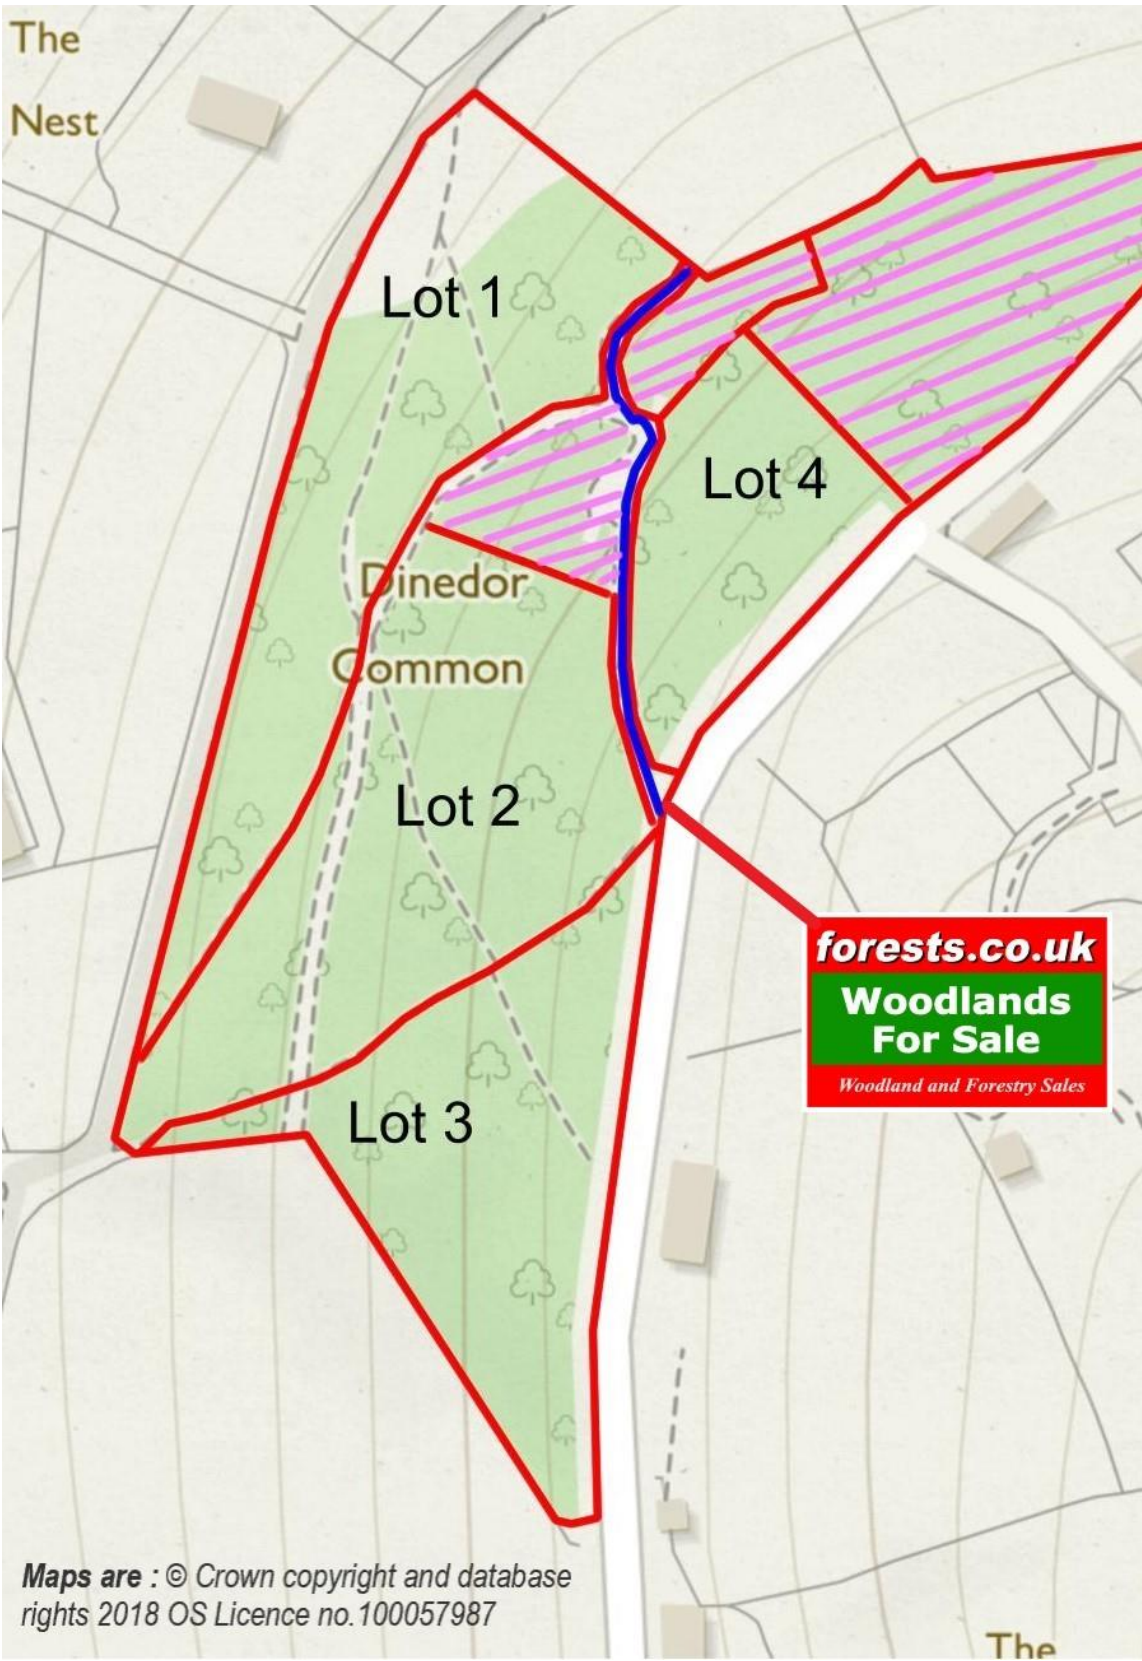 The
Nest
Lot 1
Lot 4
Dinedor
Common
Lot 2
forests.co.uk
Woodlands
For Sale
Woodland and Forestry Sales
Lot 3
Maps are : © Crown copyright and database
rights 2018 OS Licence no.100057987
The